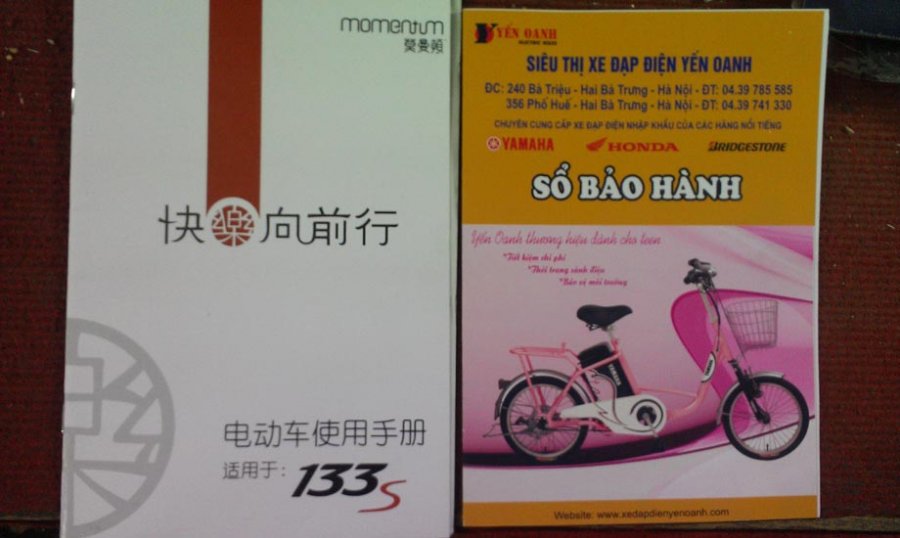 momentum
榮曼頓
快樂向前行
电动车使用手册
适用于: 133S
YẾN OANH
SIÊU THỊ XE ĐẠP ĐIỆN YẾN OANH
ĐC: 240 Bà Triệu - Hai Bà Trưng - Hà Nội - ĐT: 04.39 785 585
356 Phố Huế - Hai Bà Trưng - Hà Nội - ĐT: 04.39 741 330
CHUYÊN CUNG CẤP XE ĐẠP ĐIỆN NHẬP KHẨU CỦA CÁC HÃNG NỔI TIẾNG
YAMAHA HONDA BRIDGESTONE
SỔ BẢO HÀNH
Yến Oanh thương hiệu dành cho teen
*Tiết kiệm chi phí
*Thời trang sành điệu
*Bảo vệ môi trường
YAMAHA
Website: www.xedapdienyenoanh.com